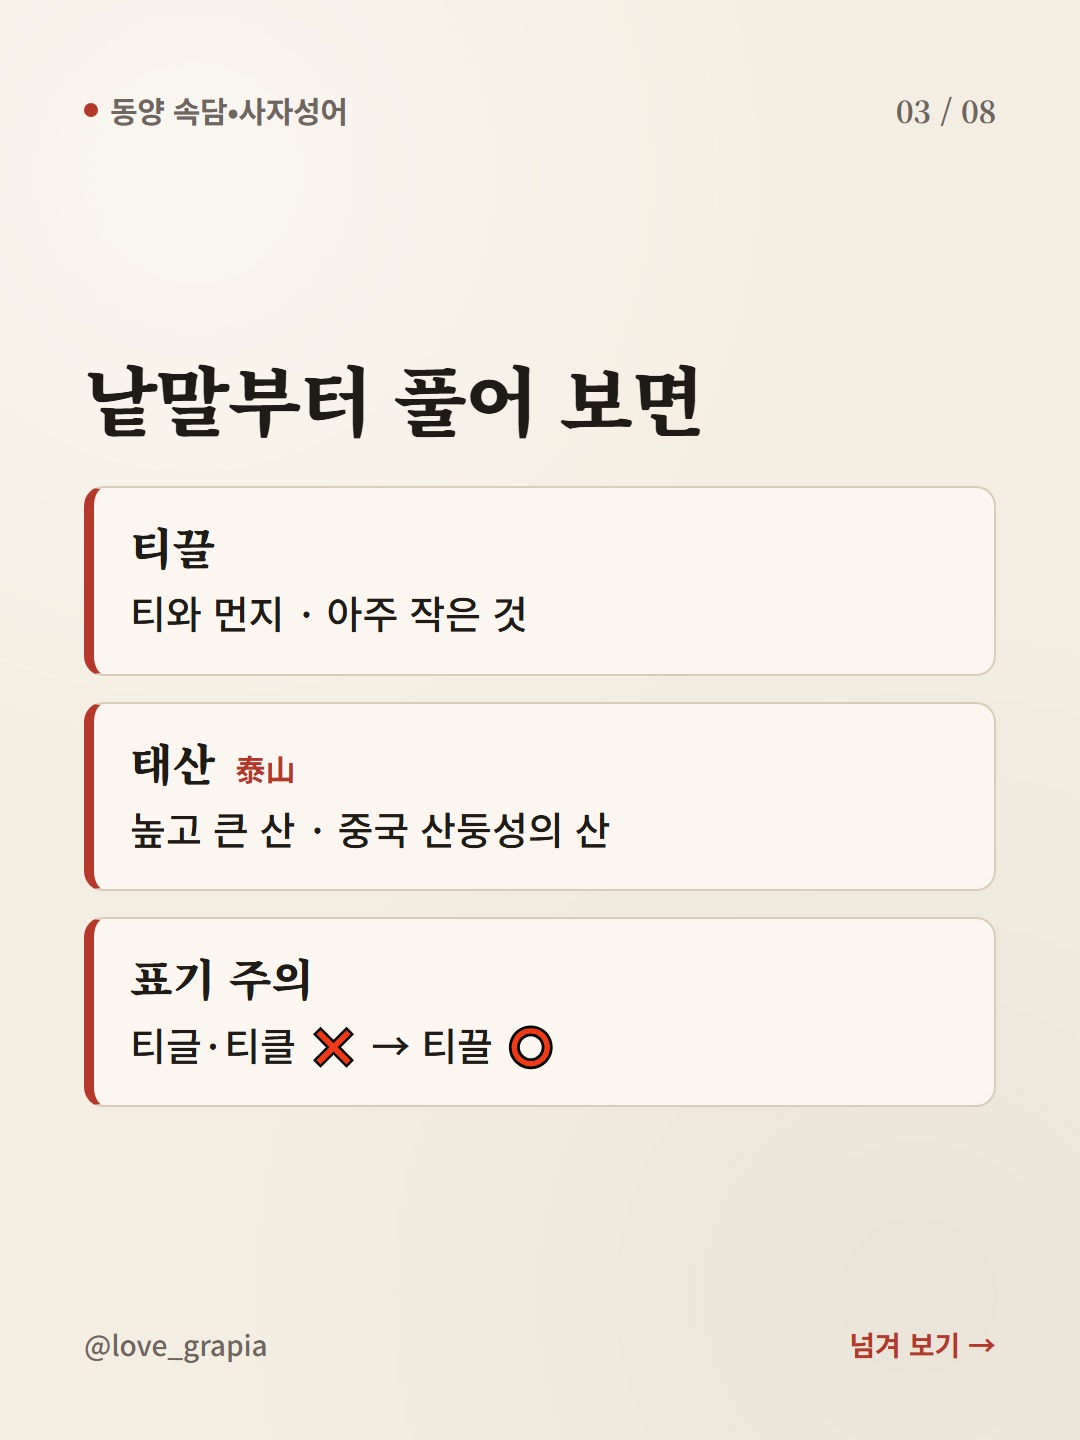 동양 속담•사자성어
03 / 08
낱말부터 풀어 보면
티끌
티와 먼지 · 아주 작은 것
태산 泰山
높고 큰 산 · 중국 산둥성의 산
표기 주의
티글·티클 ❌ → 티끌 ⭕
@love_grapia
넘겨 보기 →